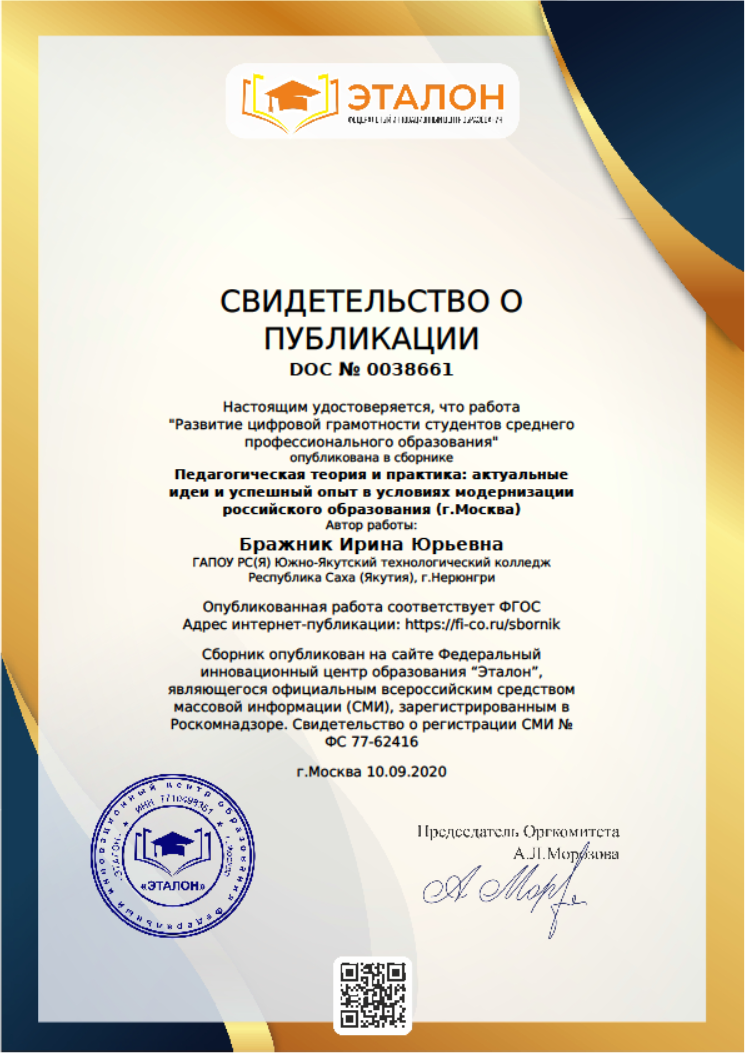 ЭТАЛОН
ФЕДЕРАЛЬНЫЙ ИННОВАЦИОННЫЙ ЦЕНТР ОБРАЗОВАНИЯ
СВИДЕТЕЛЬСТВО О
ПУБЛИКАЦИИ
DOC № 0038661
Настоящим удостоверяется, что работа
"Развитие цифровой грамотности студентов среднего
профессионального образования"
опубликована в сборнике
Педагогическая теория и практика: актуальные
идеи и успешный опыт в условиях модернизации
российского образования (г.Москва)
Автор работы:
Бражник Ирина Юрьевна
ГАПОУ РС(Я) Южно-Якутский технологический колледж
Республика Саха (Якутия), г.Нерюнгри
Опубликованная работа соответствует ФГОС
Адрес интернет-публикации: https://fi-co.ru/sbornik
Сборник опубликован на сайте Федеральный
инновационный центр образования “Эталон”,
являющегося официальным всероссийским средством
массовой информации (СМИ), зарегистрированным в
Роскомнадзоре. Свидетельство о регистрации СМИ №
ФС 77-62416
г.Москва 10.09.2020
Федеральный инновационный центр образования
«ЭТАЛОН» ★ ИНН
«ЭТАЛОН»
Председатель Оргкомитета
А.Л.Морозова